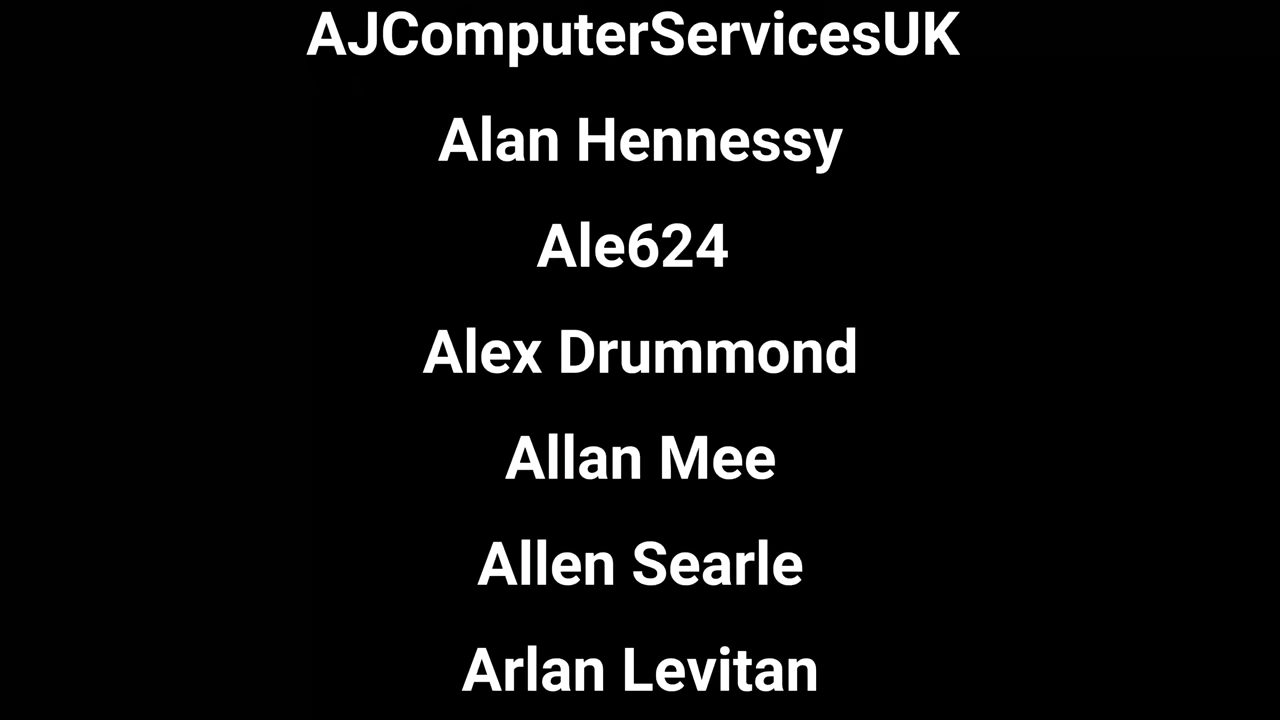 AJComputerServicesUK
Alan Hennessy
Ale624
Alex Drummond
Allan Mee
Allen Searle
Arlan Levitan